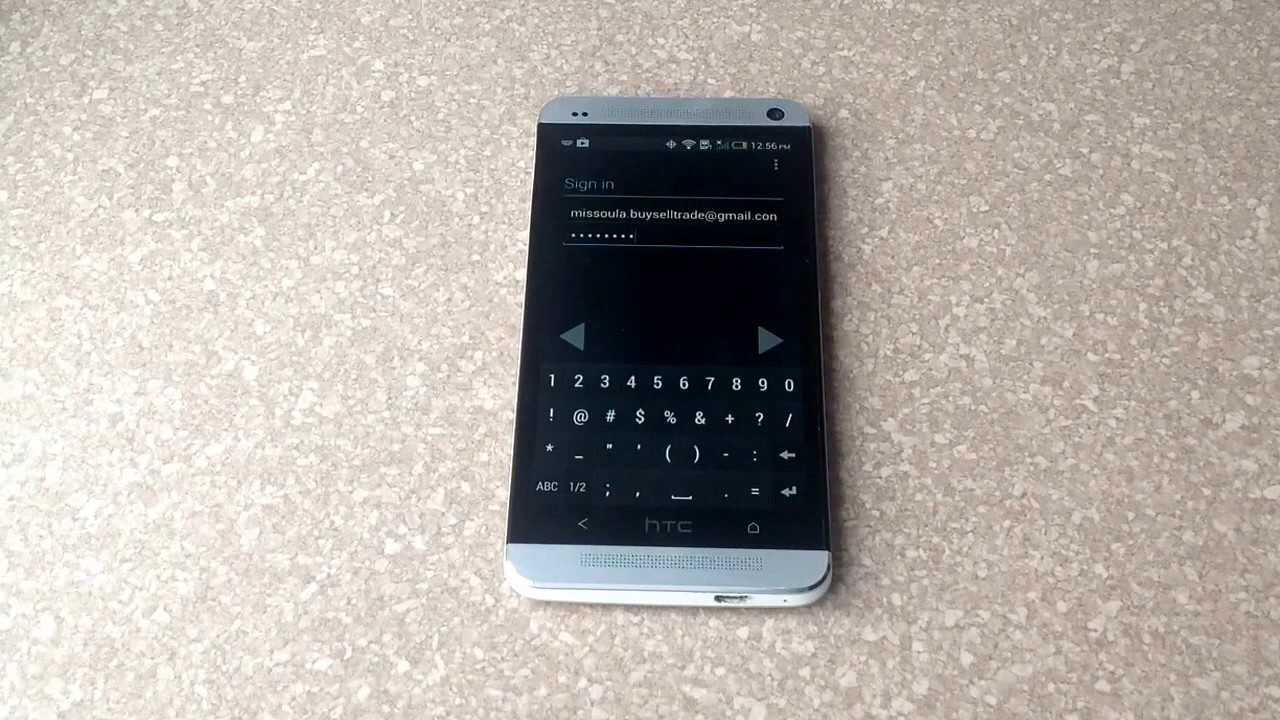 12:56 PM
Sign in
missoula.buyselltrade@gmail.con
••••••••
1 2 3 4 5 6 7 8 9 0
! @ # $ % & + ? /
* _ " ' ( ) - :
ABC 1/2 ; , . =
hTC